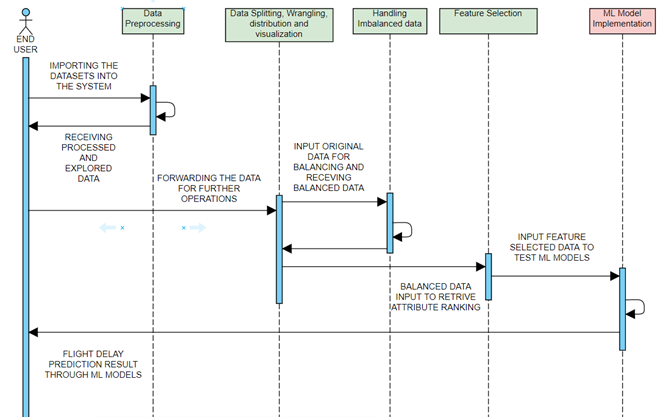 END
USER
Data
Preprocessing
Data Splitting, Wrangling,
distribution and
visualization
Handling
Imbalanced data
Feature Selection
ML Model
Implementation
IMPORTING THE
DATASETS INTO
THE SYSTEM
RECEIVING
PROCESSED
AND
EXPLORED
DATA
FORWARDING THE DATA
FOR FURTHER
OPERATIONS
INPUT ORIGINAL
DATA FOR
BALANCING AND
RECEVING
BALANCED DATA
INPUT FEATURE
SELECTED DATA TO
TEST ML MODELS
BALANCED DATA
INPUT TO RETRIVE
ATTRIBUTE RANKING
FLIGHT DELAY
PREDICTION RESULT
THROUGH ML MODELS